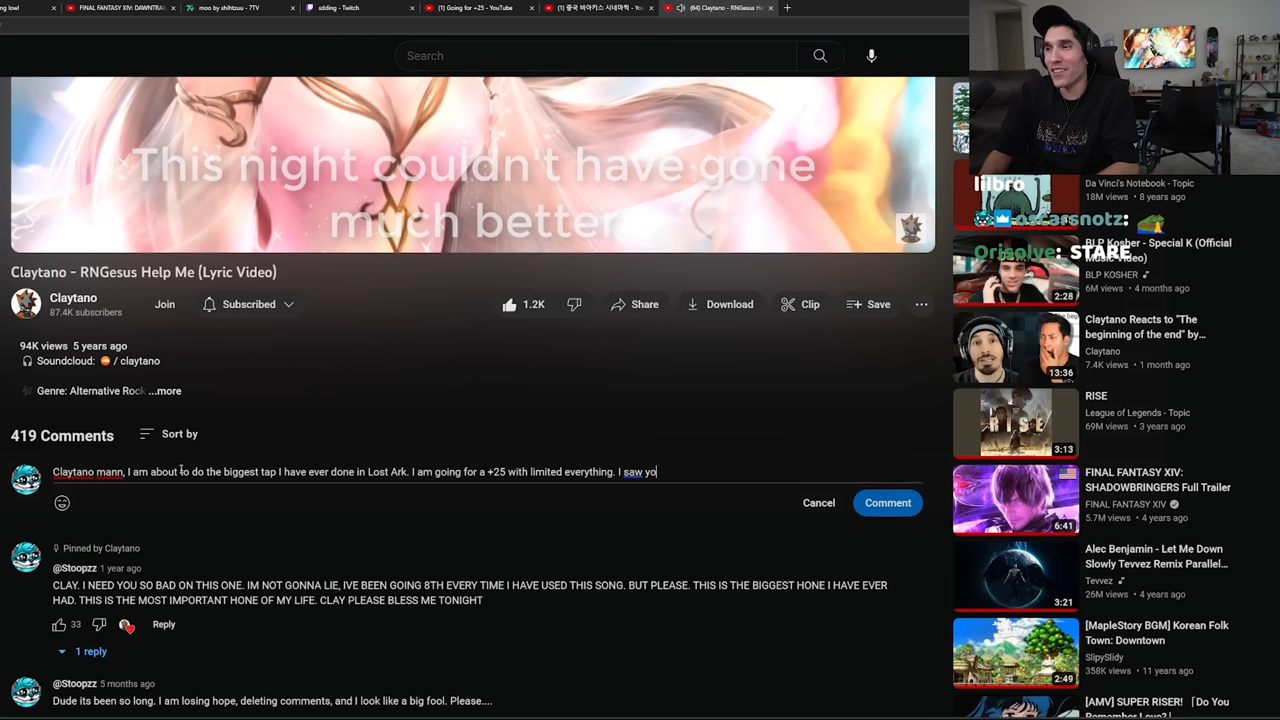 ng low!
FINAL FANTASY XIV: DAWNTRAI
moo by shihtzuu - 7TV
sdding - Twitch
(1) Going for +25 - YouTube
(64) Claytano - RNGesus He
Search
This night couldn't have gone
much better
lilbro
oscarsnotz:
Orisolve: STARE
Claytano - RNGesus Help Me (Lyric Video)
Claytano
87.4K subscribers
Join
Subscribed
1.2K
Share
Download
Clip
Save
94K views 5 years ago
Soundcloud: / claytano
Genre: Alternative Rock ...more
419 Comments
Sort by
Claytano mann, I am about to do the biggest tap I have ever done in Lost Ark. I am going for a +25 with limited everything. I saw yo
Cancel
Comment
Pinned by Claytano
@Stoopzz 1 year ago
CLAY. I NEED YOU SO BAD ON THIS ONE. IM NOT GONNA LIE, IVE BEEN GOING 8TH EVERY TIME I HAVE USED THIS SONG. BUT PLEASE. THIS IS THE BIGGEST HONE I HAVE EVER
HAD. THIS IS THE MOST IMPORTANT HONE OF MY LIFE. CLAY PLEASE BLESS ME TONIGHT
33
Reply
1 reply
@Stoopzz 5 months ago
Dude its been so long. I am losing hope, deleting comments, and I look like a big fool. Please....
Da Vinci's Notebook - Topic
18M views • 8 years ago
BLP Kosher - Special K (Official
Music Video)
BLP KOSHER
6M views • 4 months ago
2:28
Claytano Reacts to "The
beginning of the end" by...
Claytano
7.4K views • 1 month ago
13:36
RISE
League of Legends - Topic
69M views • 3 years ago
3:13
FINAL FANTASY XIV:
SHADOWBRINGERS Full Trailer
FINAL FANTASY XIV
5.7M views • 4 years ago
6:41
Alec Benjamin - Let Me Down
Slowly Tevvez Remix Parallel...
Tevvez
26M views • 4 years ago
3:21
[MapleStory BGM] Korean Folk
Town: Downtown
SlipySlidy
358K views • 11 years ago
2:49
[AMV] SUPER RISER! 「Do You
Remember Love?」